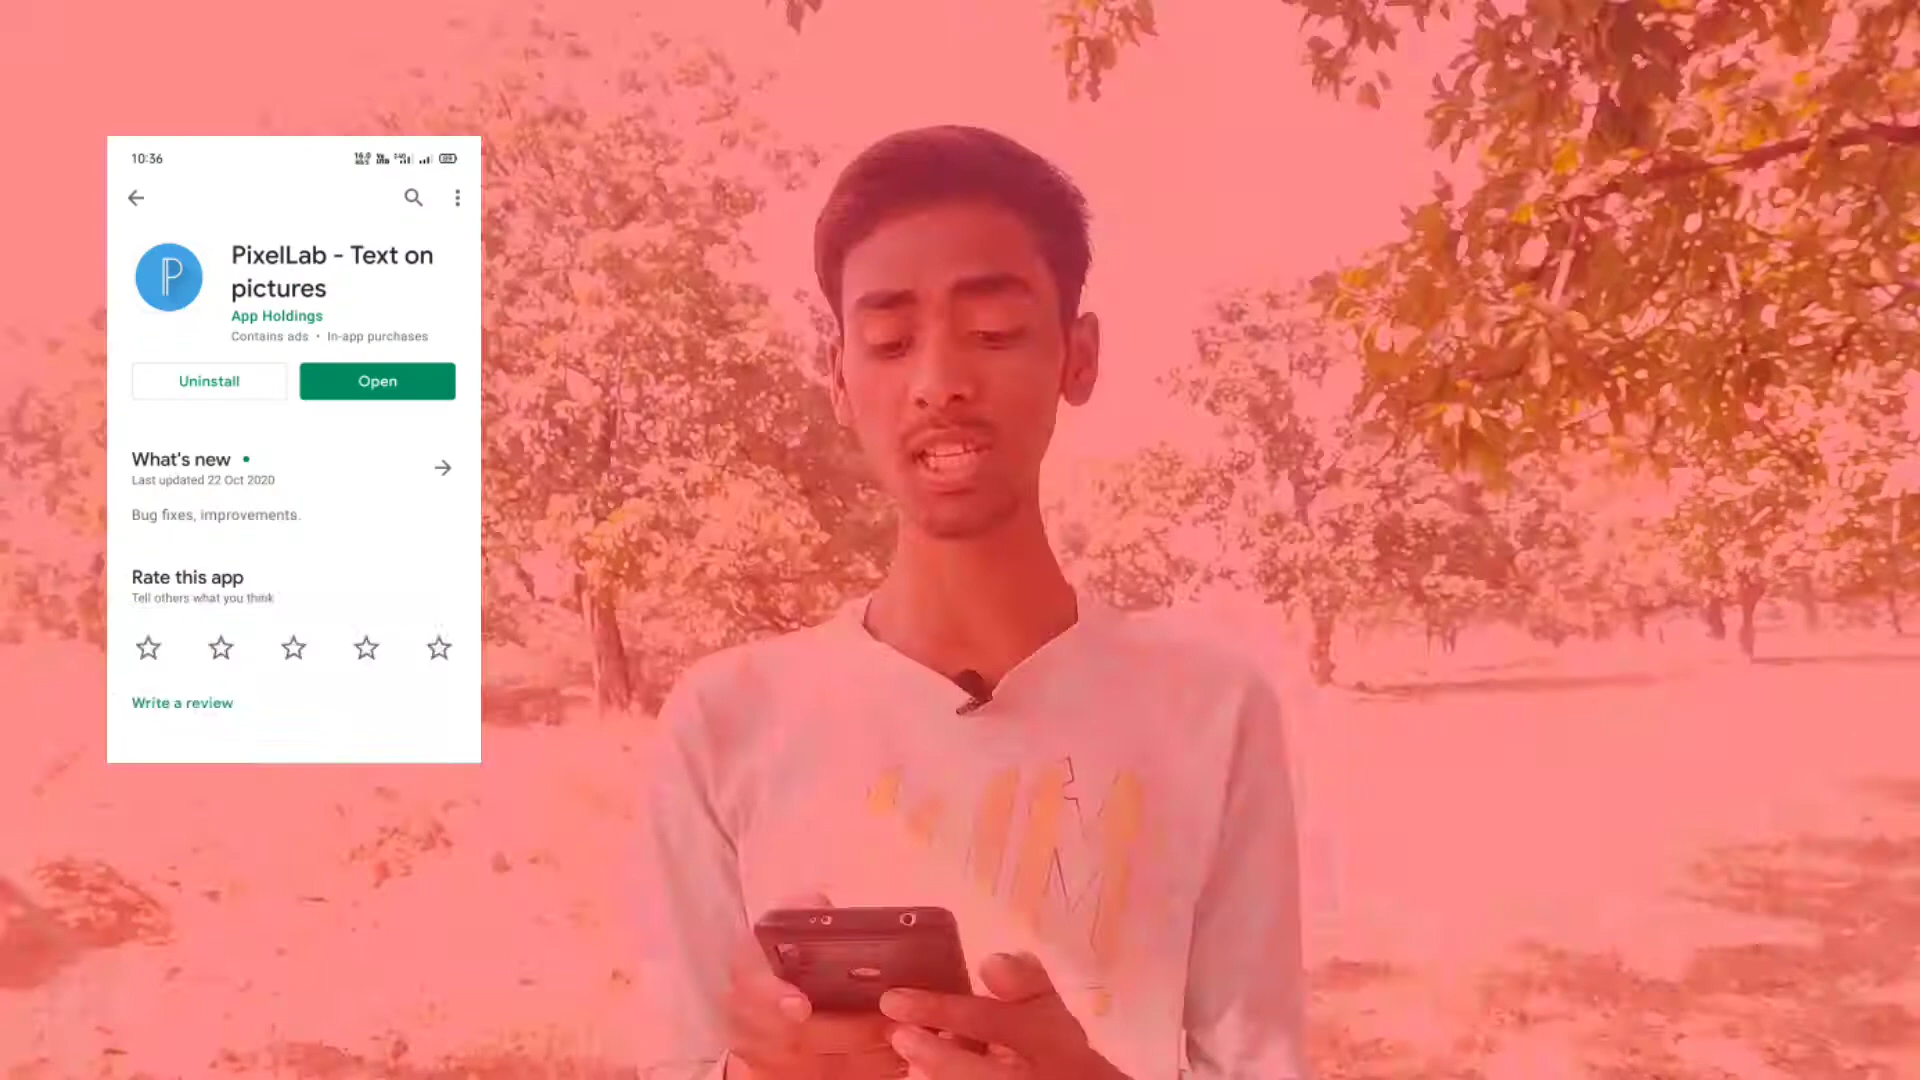 10:36
PixelLab - Text on
pictures
App Holdings
Contains ads • In-app purchases
Uninstall
Open
What's new •
Last updated 22 Oct 2020
Bug fixes, improvements.
Rate this app
Tell others what you think
Write a review